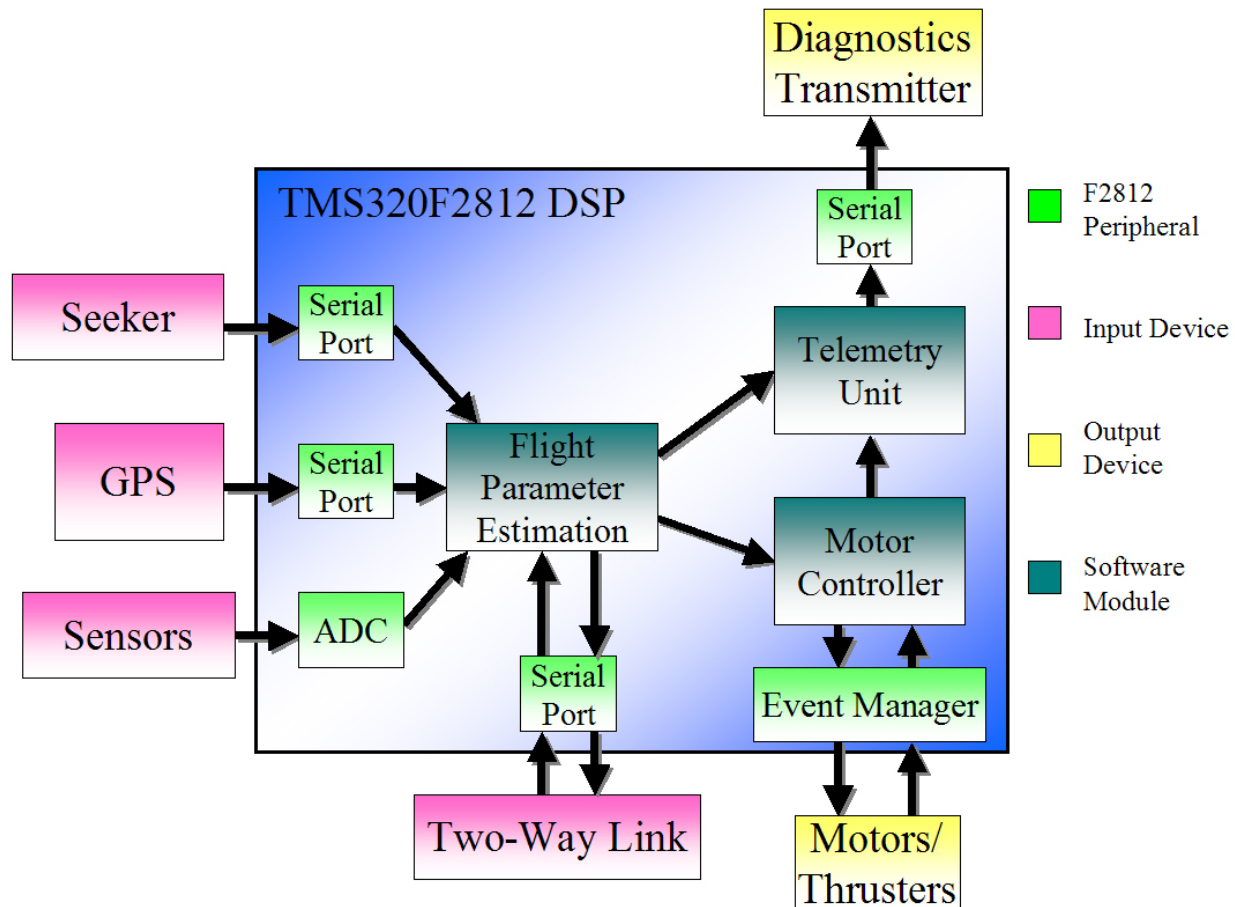 Diagnostics
Transmitter
TMS320F2812 DSP
Serial
Port
F2812
Peripheral
Seeker
Serial
Port
Input Device
Telemetry
Unit
GPS
Serial
Port
Flight
Parameter
Estimation
Output
Device
Motor
Controller
Software
Module
Sensors
ADC
Serial
Port
Event Manager
Two-Way Link
Motors/
Thrusters